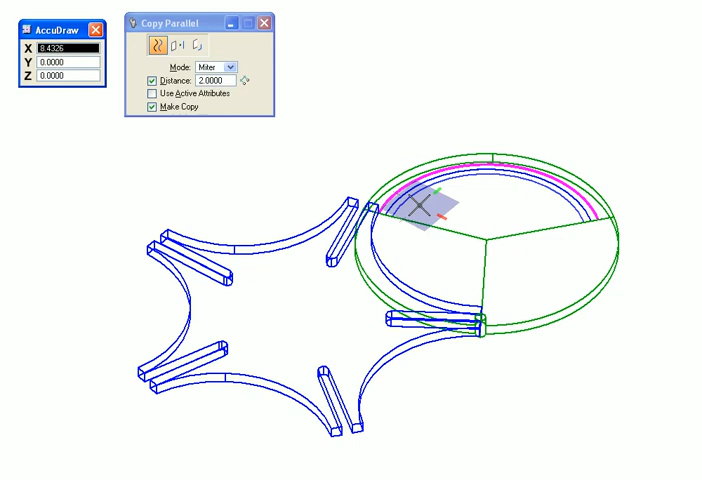 AccuDraw
X 8.4326
Y 0.0000
Z 0.0000
Copy Parallel
Mode: Miter
Distance: 2.0000
Use Active Attributes
Make Copy